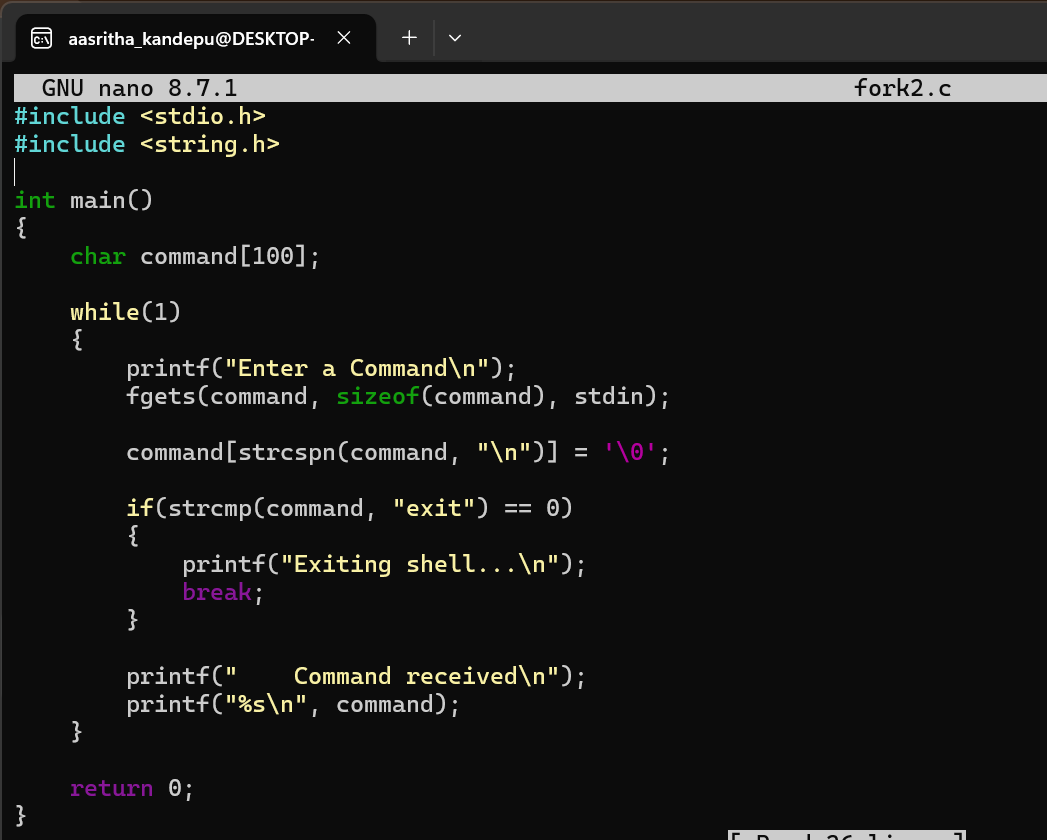 aasritha_kandepu@DESKTOP-
GNU nano 8.7.1 fork2.c
#include <stdio.h>
#include <string.h>

int main()
{
    char command[100];

    while(1)
    {
        printf("Enter a Command\n");
        fgets(command, sizeof(command), stdin);

        command[strcspn(command, "\n")] = '\0';

        if(strcmp(command, "exit") == 0)
        {
            printf("Exiting shell...\n");
            break;
        }

        printf("    Command received\n");
        printf("%s\n", command);
    }

    return 0;
}